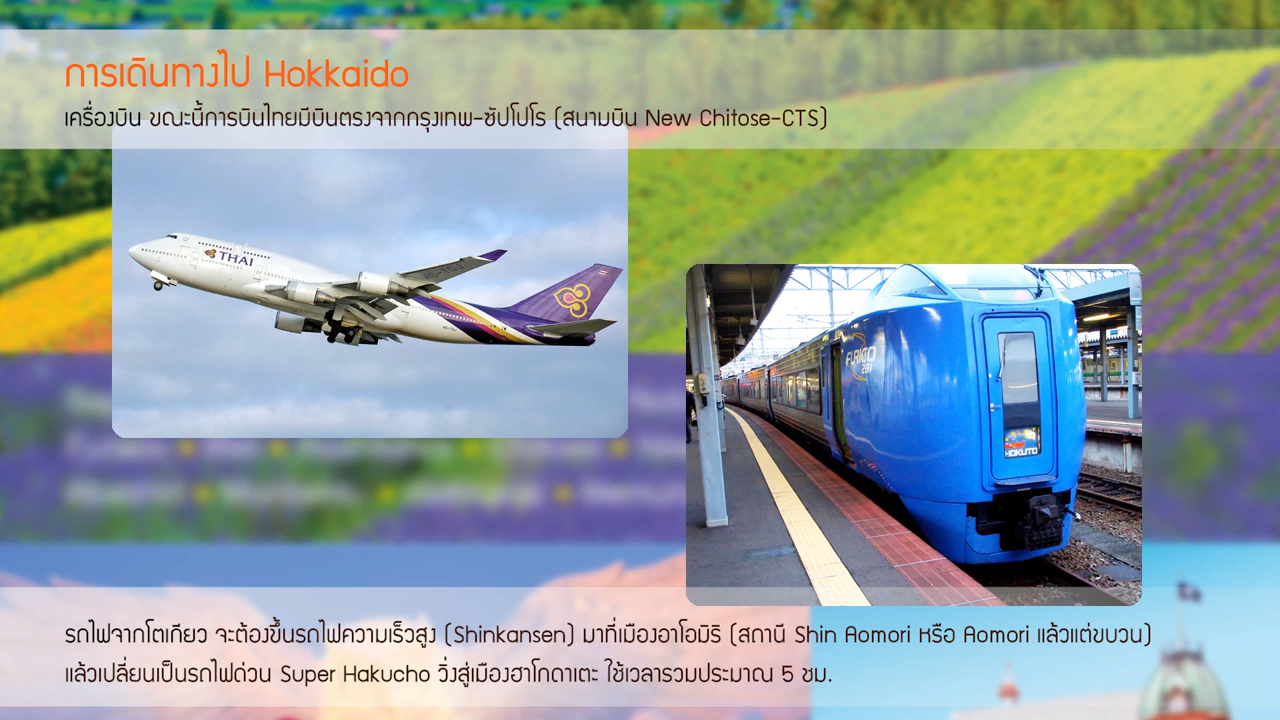 การเดินทางไป Hokkaido
เครื่องบิน ขณะนี้การบินไทยมีบินตรงจากกรุงเทพ-ซัปโปโร (สนามบิน New Chitose-CTS)
THAI
FURICO
281
HOKUTO
รถไฟจากโตเกียว จะต้องขึ้นรถไฟความเร็วสูง (Shinkansen) มาที่เมืองอาโอมิริ (สถานี Shin Aomori หรือ Aomori แล้วแต่ขบวน)
แล้วเปลี่ยนเป็นรถไฟด่วน Super Hakucho วิ่งสู่เมืองฮาโกดาเตะ ใช้เวลารวมประมาณ 5 ชม.